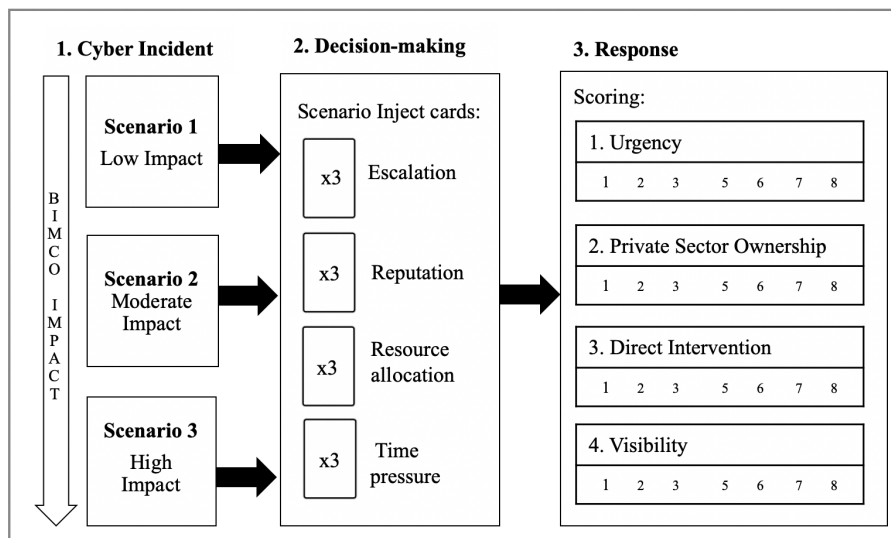 1. Cyber Incident
BIMCO IMPACT
Scenario 1
Low Impact
Scenario 2
Moderate
Impact
Scenario 3
High
Impact
2. Decision-making
Scenario Inject cards:
x3 Escalation
x3 Reputation
x3 Resource
allocation
x3 Time
pressure
3. Response
Scoring:
1. Urgency
1 2 3 5 6 7 8
2. Private Sector Ownership
1 2 3 5 6 7 8
3. Direct Intervention
1 2 3 5 6 7 8
4. Visibility
1 2 3 5 6 7 8